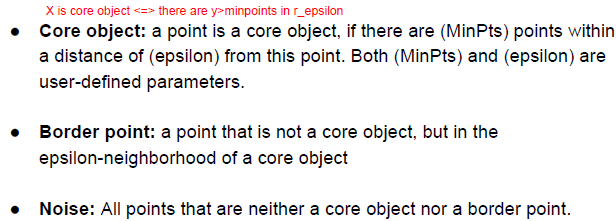 X is core object <=> there are y>minpoints in r_epsilon
● Core object: a point is a core object, if there are (MinPts) points within
a distance of (epsilon) from this point. Both (MinPts) and (epsilon) are
user-defined parameters.
● Border point: a point that is not a core object, but in the
epsilon-neighborhood of a core object
● Noise: All points that are neither a core object nor a border point.